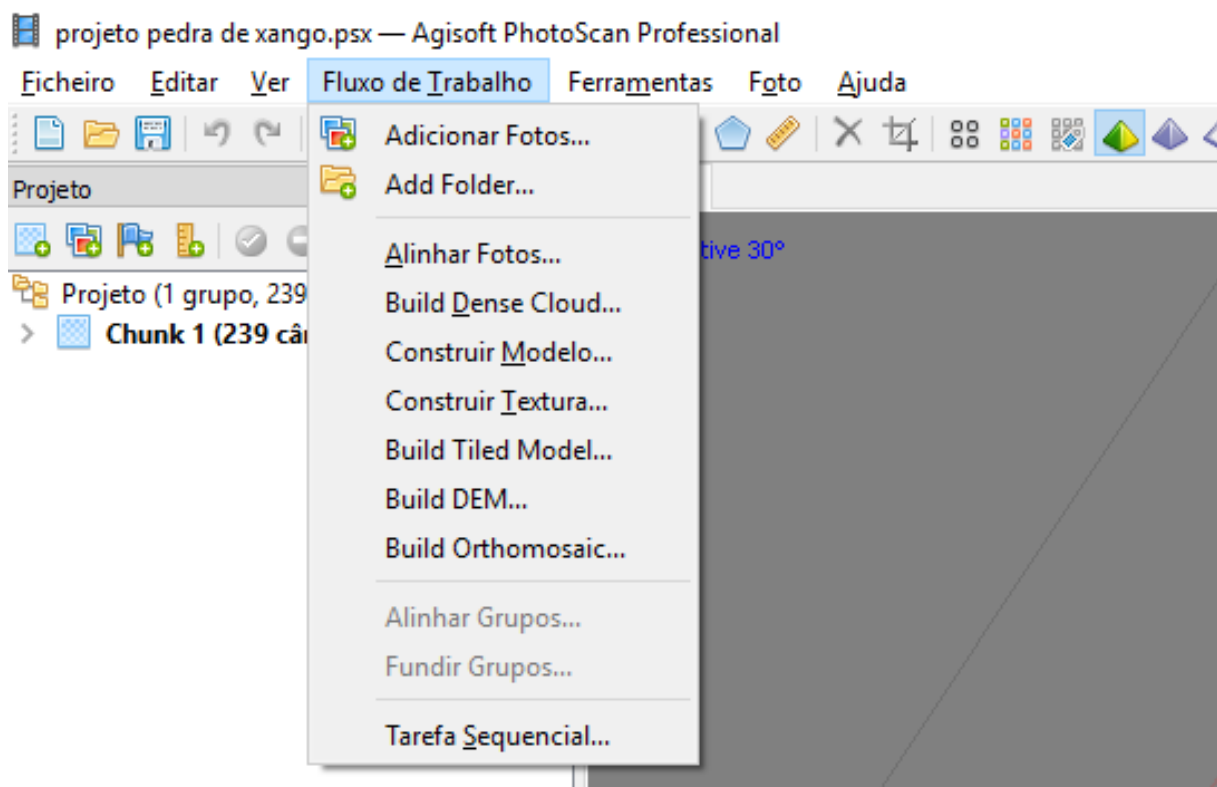 projeto pedra de xango.psx — Agisoft PhotoScan Professional
Ficheiro Editar Ver Fluxo de Trabalho Ferramentas Foto Ajuda
Projeto
Projeto (1 grupo, 239
Chunk 1 (239
Adicionar Fotos...
Add Folder...
Alinhar Fotos...
Build Dense Cloud...
Construir Modelo...
Construir Textura...
Build Tiled Model...
Build DEM...
Build Orthomosaic...
Alinhar Grupos...
Fundir Grupos...
Tarefa Sequencial...
30°